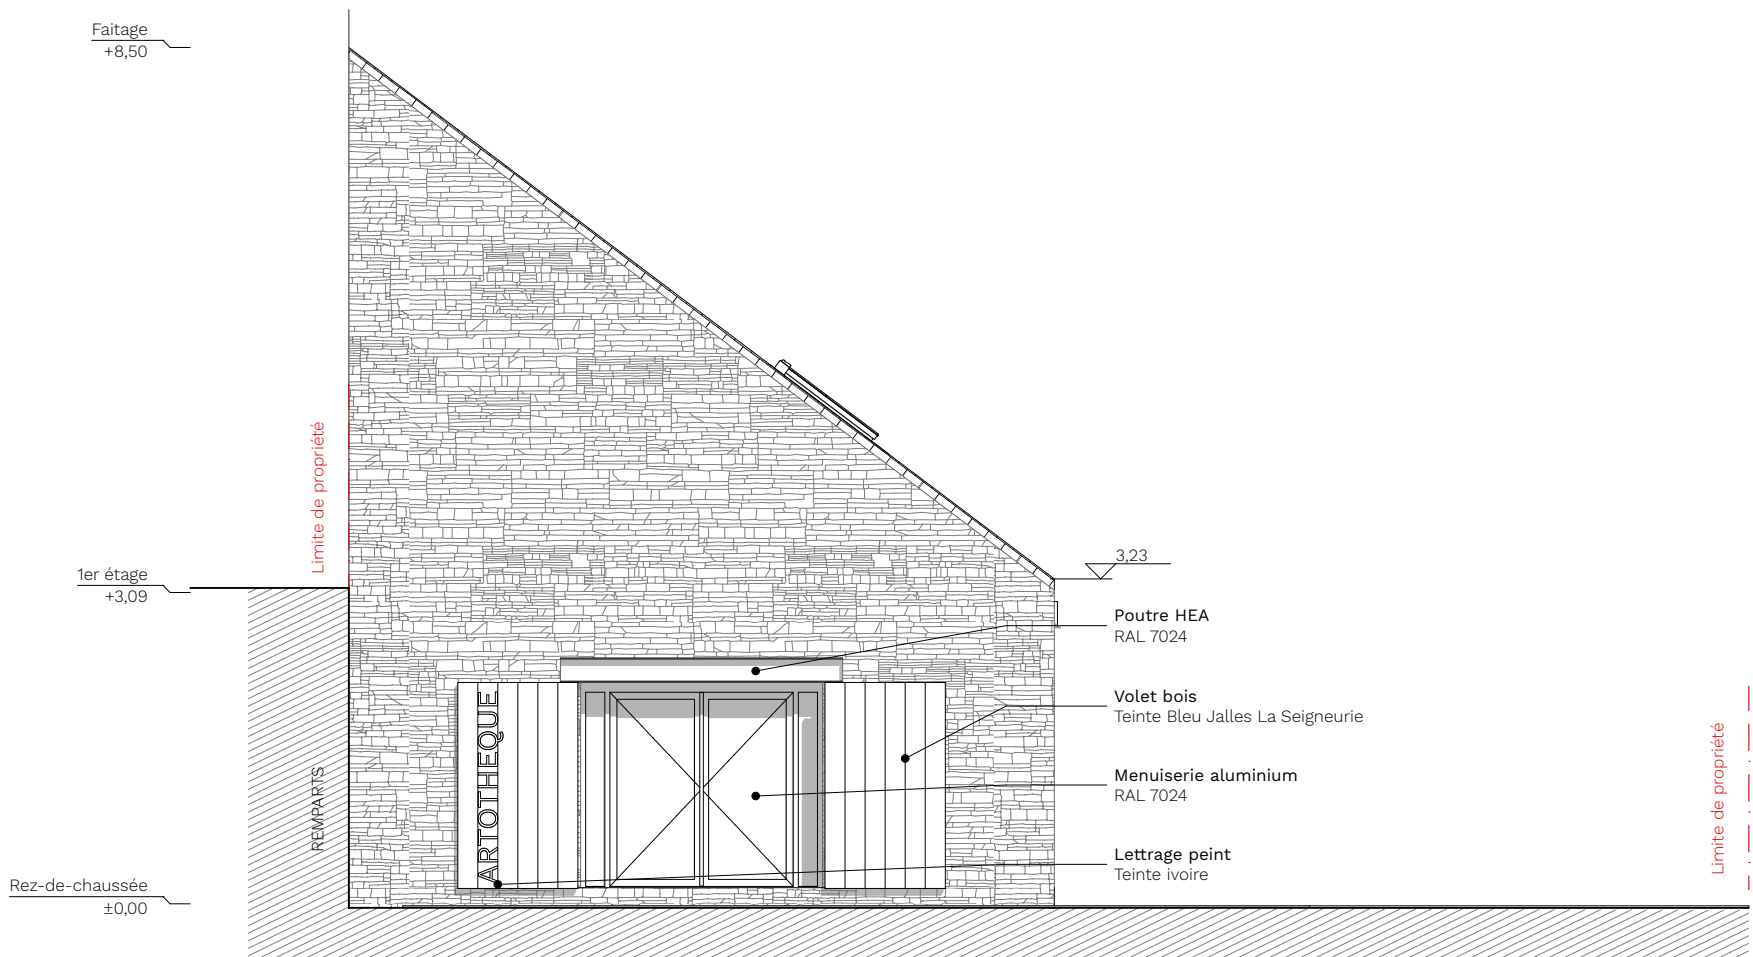 Faitage
+8,50
Limite de propriété
1er étage
+3,09
3,23
Poutre HEA
RAL 7024
Volet bois
Teinte Bleu Jalles La Seigneurie
Menuiserie aluminium
RAL 7024
Lettrage peint
Teinte ivoire
ARTOTHEQUE
REMPARTS
Limite de propriété
Rez-de-chaussée
±0,00